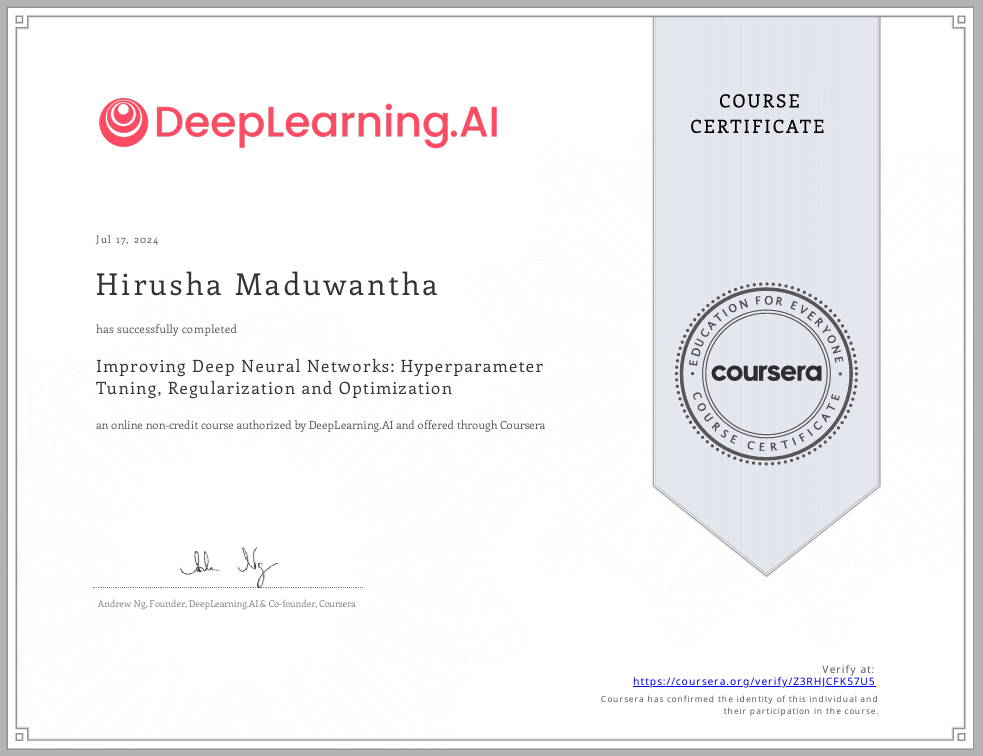 DeepLearning.AI
COURSE
CERTIFICATE
Jul 17, 2024
Hirusha Maduwantha
has successfully completed
Improving Deep Neural Networks: Hyperparameter
Tuning, Regularization and Optimization
an online non-credit course authorized by DeepLearning.AI and offered through Coursera
EDUCATION FOR EVERYONE
coursera
COURSE CERTIFICATE
Andrew Ng, Founder, DeepLearning.AI & Co-founder, Coursera
Verify at:
https://coursera.org/verify/Z3RHJCFK57U5
Coursera has confirmed the identity of this individual and
their participation in the course.